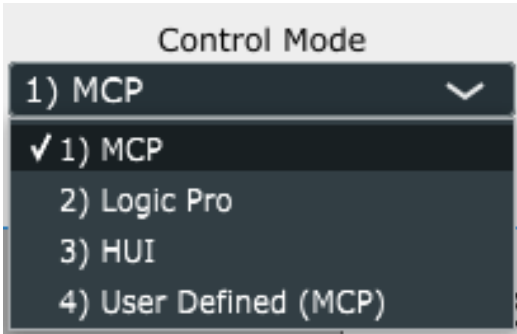 Control Mode
1) MCP
✓ 1) MCP
2) Logic Pro
3) HUI
4) User Defined (MCP)